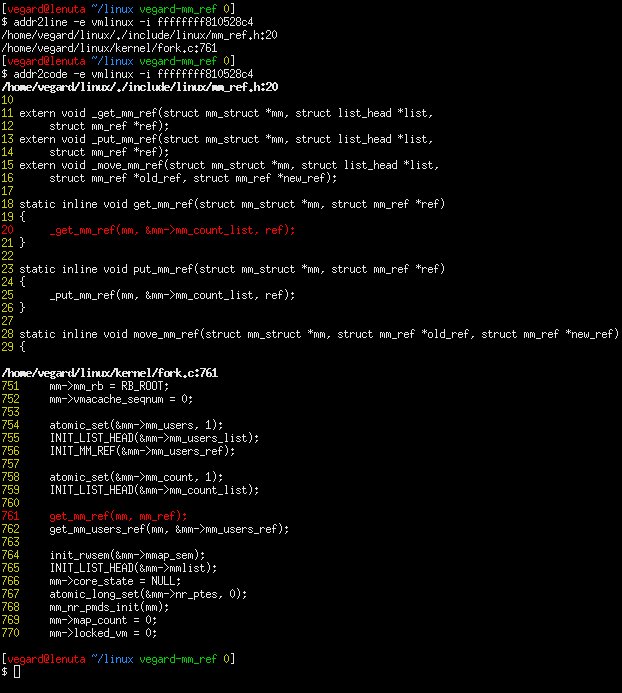 [vegard@lenuta ~/linux vegard-mm_ref 0]
$ addr2line -e vmlinux -i ffffffff810528c4
/home/vegard/linux/./include/linux/mm_ref.h:20
/home/vegard/linux/kernel/fork.c:761
[vegard@lenuta ~/linux vegard-mm_ref 0]
$ addr2code -e vmlinux -i ffffffff810528c4
/home/vegard/linux/./include/linux/mm_ref.h:20
10
11 extern void _get_mm_ref(struct mm_struct *mm, struct list_head *list,
12     struct mm_ref *ref);
13 extern void _put_mm_ref(struct mm_struct *mm, struct list_head *list,
14     struct mm_ref *ref);
15 extern void _move_mm_ref(struct mm_struct *mm, struct list_head *list,
16     struct mm_ref *old_ref, struct mm_ref *new_ref);
17
18 static inline void get_mm_ref(struct mm_struct *mm, struct mm_ref *ref)
19 {
20     _get_mm_ref(mm, &mm->mm_count_list, ref);
21 }
22
23 static inline void put_mm_ref(struct mm_struct *mm, struct mm_ref *ref)
24 {
25     _put_mm_ref(mm, &mm->mm_count_list, ref);
26 }
27
28 static inline void move_mm_ref(struct mm_struct *mm, struct mm_ref *old_ref, struct mm_ref *new_ref)
29 {
/home/vegard/linux/kernel/fork.c:761
751     mm->mm_rb = RB_ROOT;
752     mm->vmacache_seqnum = 0;
753
754     atomic_set(&mm->mm_users, 1);
755     INIT_LIST_HEAD(&mm->mm_users_list);
756     INIT_MM_REF(&mm->mm_users_ref);
757
758     atomic_set(&mm->mm_count, 1);
759     INIT_LIST_HEAD(&mm->mm_count_list);
760
761     get_mm_ref(mm, mm_ref);
762     get_mm_users_ref(mm, &mm->mm_users_ref);
763
764     init_rwsem(&mm->mmap_sem);
765     INIT_LIST_HEAD(&mm->mmlist);
766     mm->core_state = NULL;
767     atomic_long_set(&mm->nr_ptes, 0);
768     mm_nr_pmds_init(mm);
769     mm->map_count = 0;
770     mm->locked_vm = 0;
[vegard@lenuta ~/linux vegard-mm_ref 0]
$